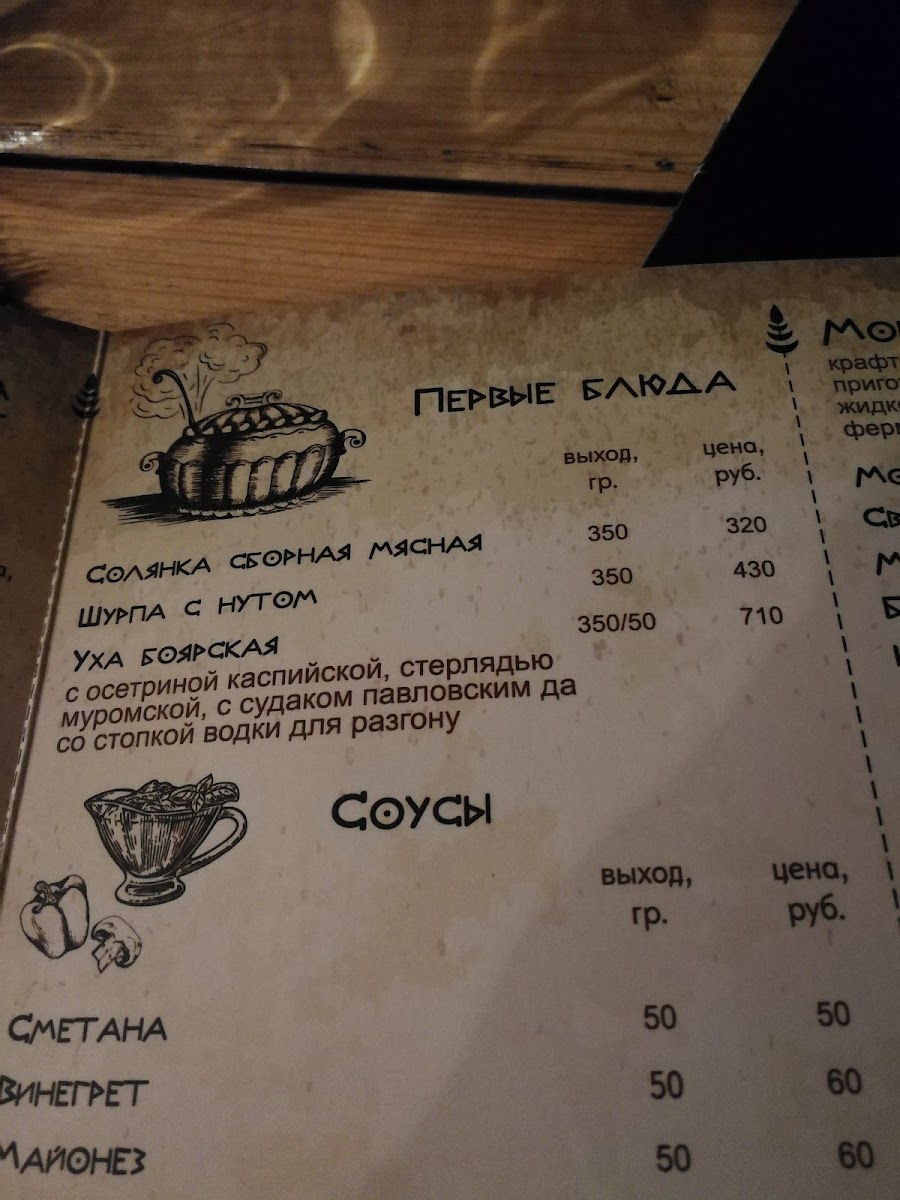 Первые блюда
выход, гр. цена, руб.
Солянка сборная мясная 350 320
Шурпа с нутом 350 430
Уха боярская 350/50 710
с осетриной каспийской, стерлядью
муромской, с судаком павловским да
со стопкой водки для разгону
Соусы
выход, гр. цена, руб.
Сметана 50 50
Винегрет 50 60
Майонез 50 60